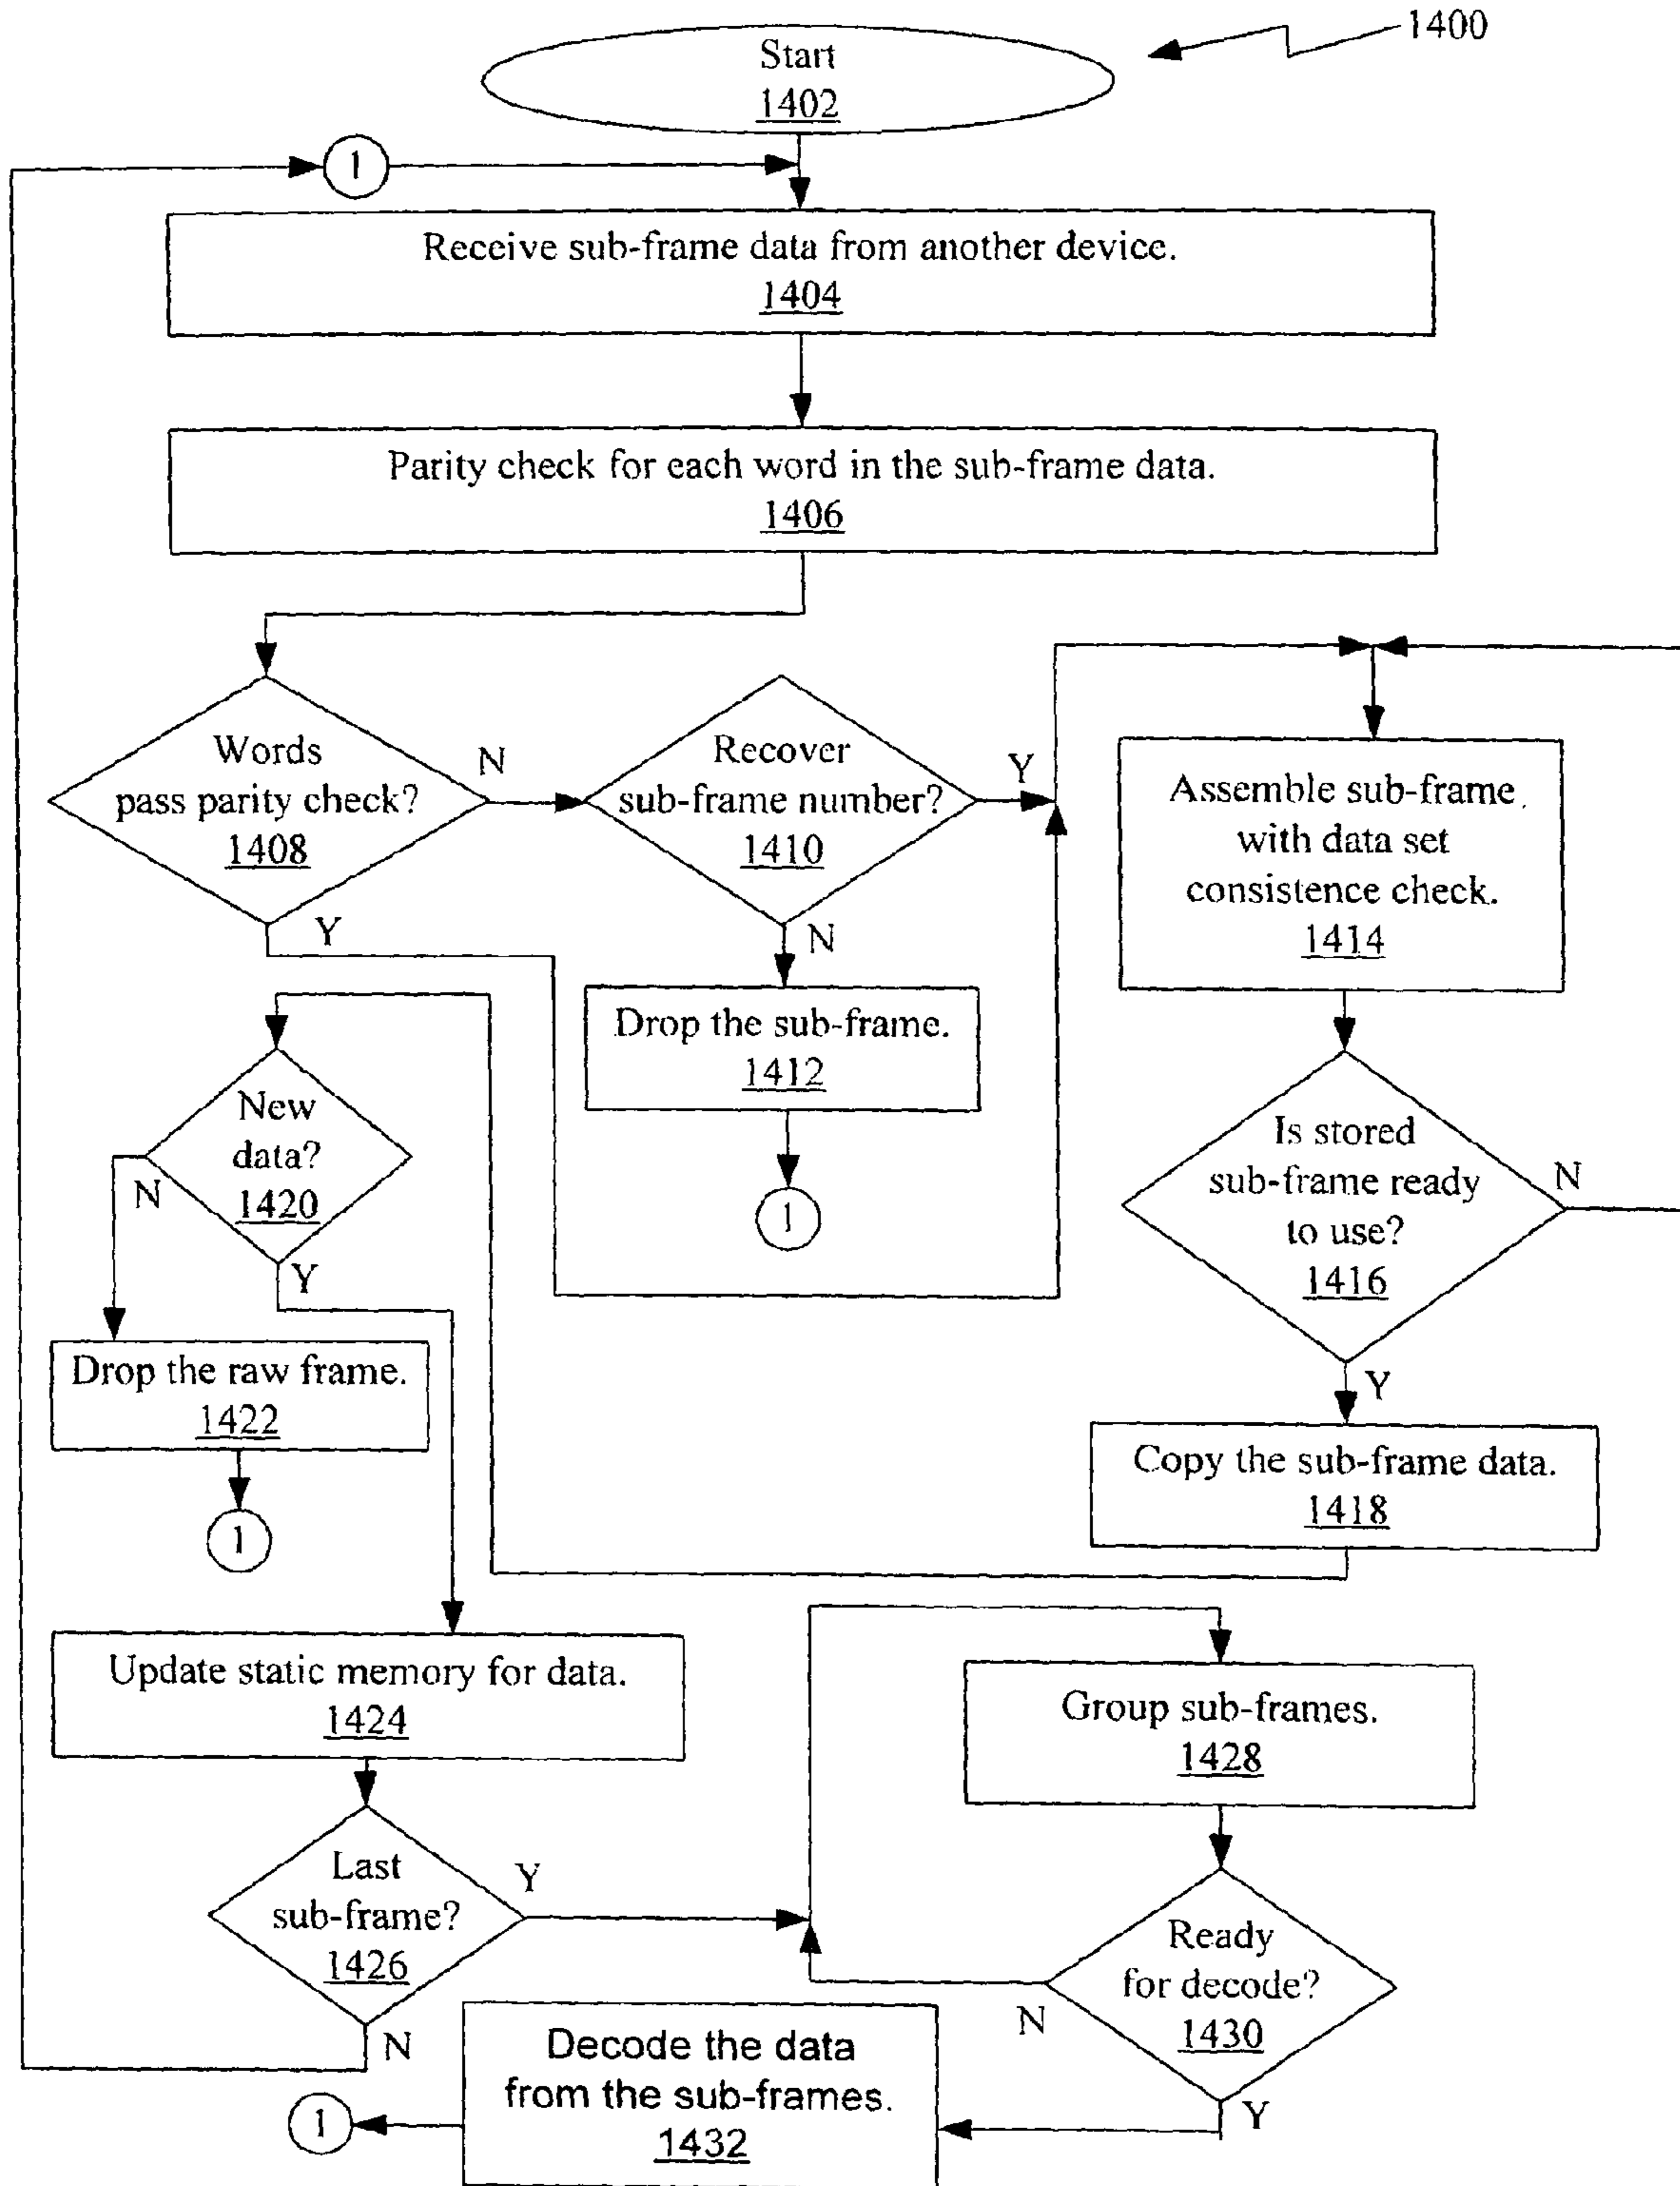 1400
Start
1402
1
Receive sub-frame data from another device.
1404
Parity check for each word in the sub-frame data.
1406
Words
pass parity check?
1408
N
Y
Recover
sub-frame number?
1410
Y
N
Assemble sub-frame
with data set
consistence check.
1414
Drop the sub-frame.
1412
1
New
data?
1420
N
Y
Is stored
sub-frame ready
to use?
1416
N
Y
Drop the raw frame.
1422
1
Copy the sub-frame data.
1418
Update static memory for data.
1424
Group sub-frames.
1428
Last
sub-frame?
1426
Y
N
Ready
for decode?
1430
N
Y
Decode the data
from the sub-frames.
1432
1